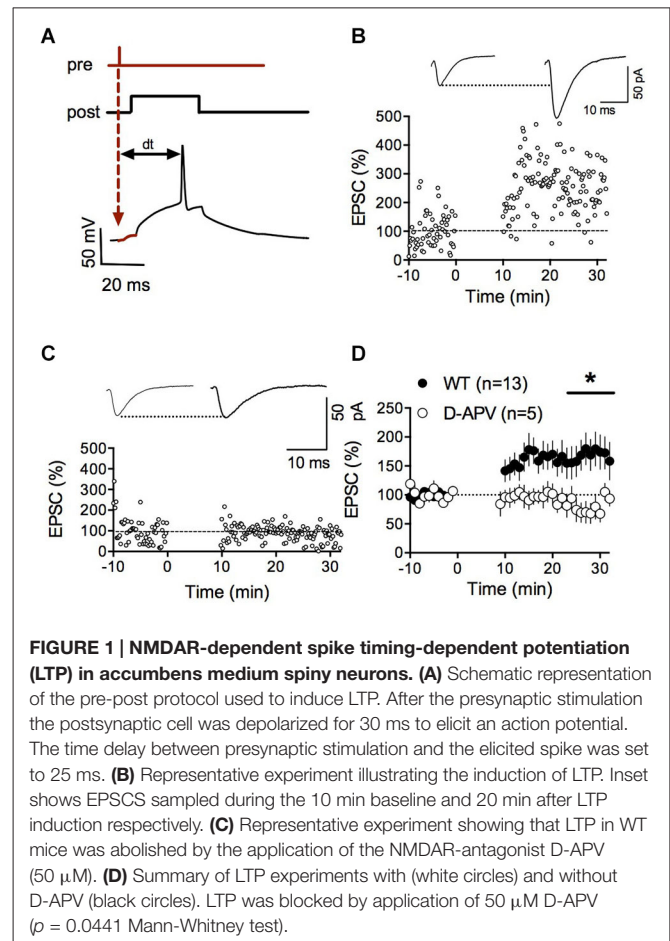 A
pre
post
dt
50 mV
20 ms
B
50 pA
10 ms
EPSC (%)
500
400
300
200
100
0
-10 0 10 20 30
Time (min)
C
50 pA
10 ms
EPSC (%)
500
400
300
200
100
0
-10 0 10 20 30
Time (min)
D
WT (n=13)
D-APV (n=5)
*
EPSC (%)
250
200
150
100
50
0
-10 0 10 20 30
Time (min)
FIGURE 1 | NMDAR-dependent spike timing-dependent potentiation
(LTP) in accumbens medium spiny neurons. (A) Schematic representation
of the pre-post protocol used to induce LTP. After the presynaptic stimulation
the postsynaptic cell was depolarized for 30 ms to elicit an action potential.
The time delay between presynaptic stimulation and the elicited spike was set
to 25 ms. (B) Representative experiment illustrating the induction of LTP. Inset
shows EPSCS sampled during the 10 min baseline and 20 min after LTP
induction respectively. (C) Representative experiment showing that LTP in WT
mice was abolished by the application of the NMDAR-antagonist D-APV
(50 μM). (D) Summary of LTP experiments with (white circles) and without
D-APV (black circles). LTP was blocked by application of 50 μM D-APV
(p = 0.0441 Mann-Whitney test).